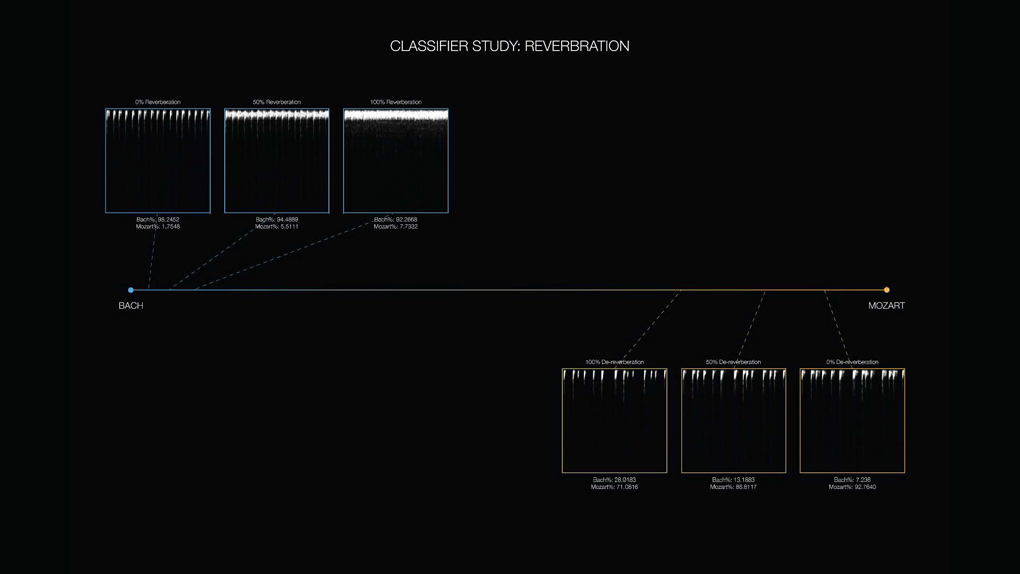 CLASSIFIER STUDY: REVERBRATION
0% Reverberation
50% Reverberation
100% Reverberation
Bach%: 98.2452
Mozart%: 1.7548
Bach%: 94.4889
Mozart%: 5.5111
Bach%: 92.2668
Mozart%: 7.7332
BACH
MOZART
100% De-reverberation
50% De-reverberation
0% De-reverberation
Bach%: 28.9183
Mozart%: 71.0816
Bach%: 13.1883
Mozart%: 86.8117
Bach%: 7.236
Mozart%: 92.7640